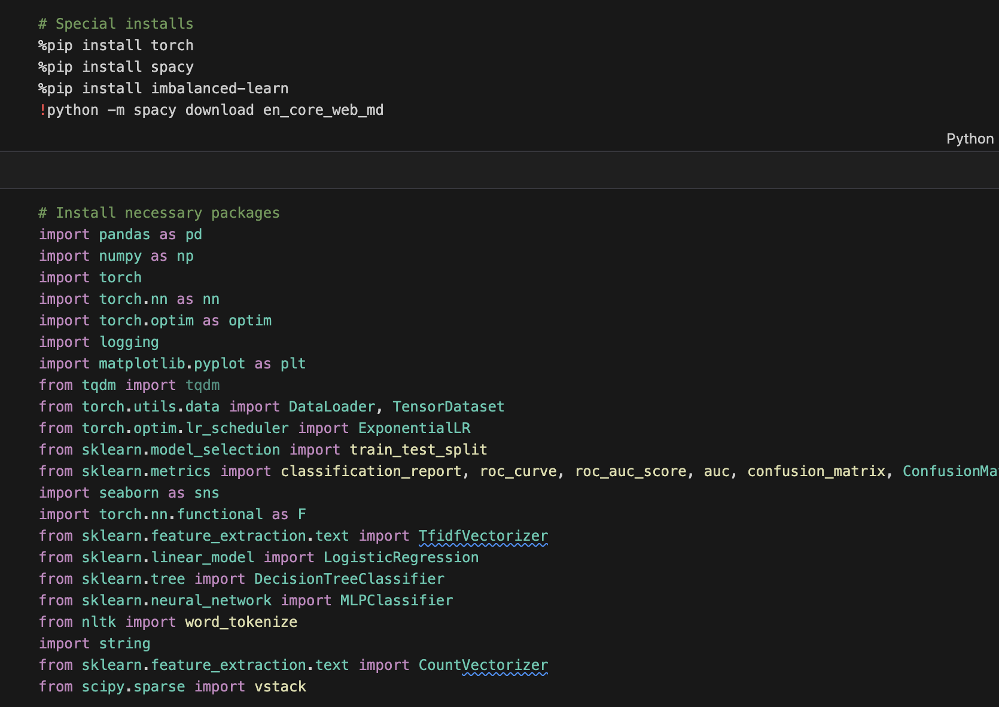 # Special installs
%pip install torch
%pip install spacy
%pip install imbalanced-learn
!python -m spacy download en_core_web_md
Python
# Install necessary packages
import pandas as pd
import numpy as np
import torch
import torch.nn as nn
import torch.optim as optim
import logging
import matplotlib.pyplot as plt
from tqdm import tqdm
from torch.utils.data import DataLoader, TensorDataset
from torch.optim.lr_scheduler import ExponentialLR
from sklearn.model_selection import train_test_split
from sklearn.metrics import classification_report, roc_curve, roc_auc_score, auc, confusion_matrix, ConfusionMa
import seaborn as sns
import torch.nn.functional as F
from sklearn.feature_extraction.text import TfidfVectorizer
from sklearn.linear_model import LogisticRegression
from sklearn.tree import DecisionTreeClassifier
from sklearn.neural_network import MLPClassifier
from nltk import word_tokenize
import string
from sklearn.feature_extraction.text import CountVectorizer
from scipy.sparse import vstack